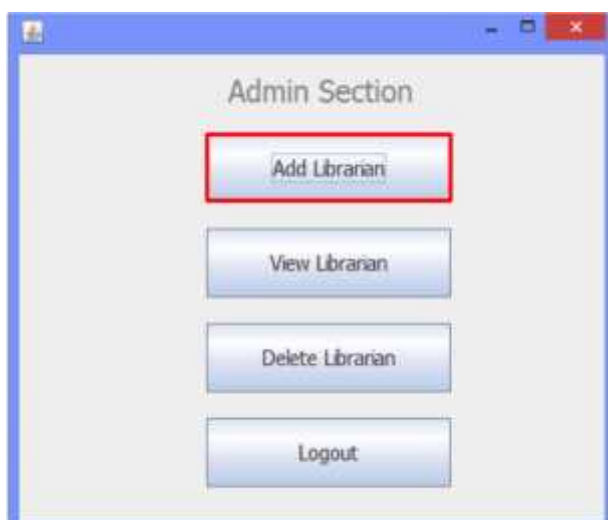 Admin Section
Add Librarian
View Librarian
Delete Librarian
Logout